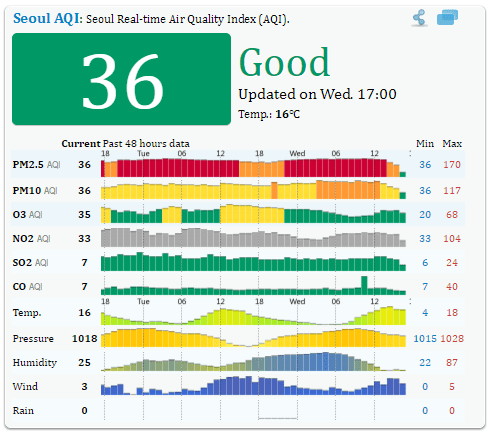 Seoul AQI: Seoul Real-time Air Quality Index (AQI).
36
Good
Updated on Wed. 17:00
Temp.: 16°C
Current Past 48 hours data Min Max
18 Tue 06 12 18 Wed 06 12
PM2.5 AQI 36 36 170
PM10 AQI 36 36 117
O3 AQI 35 20 68
NO2 AQI 33 33 104
SO2 AQI 7 6 24
CO AQI 7 7 40
18 Tue 06 12 18 Wed 06 12
Temp. 16 4 18
Pressure 1018 1015 1028
Humidity 25 22 87
Wind 3 0 5
Rain 0 0 0